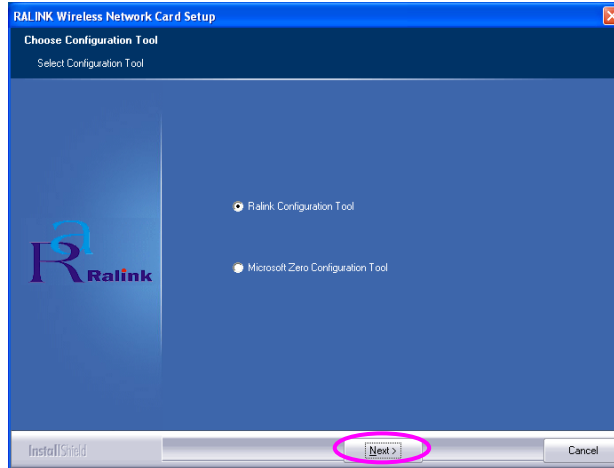 RALINK Wireless Network Card Setup
Choose Configuration Tool
Select Configuration Tool
Ralink Configuration Tool
Ralink
Microsoft Zero Configuration Tool
InstallShield
Next >
Cancel